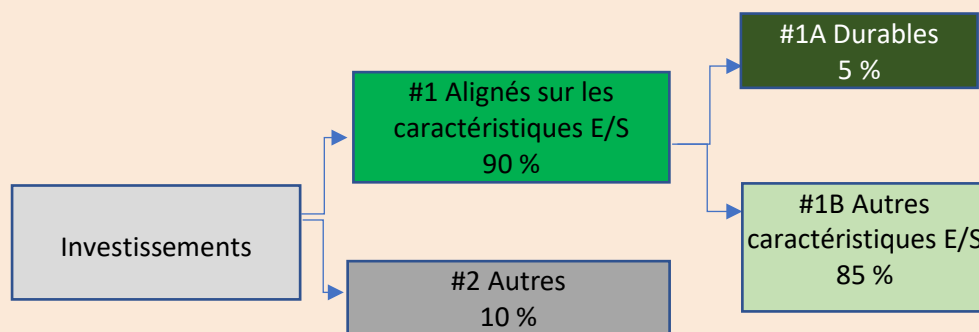 Investissements
#1 Alignés sur les
caractéristiques E/S
90 %
#2 Autres
10 %
#1A Durables
5 %
#1B Autres
caractéristiques E/S
85 %